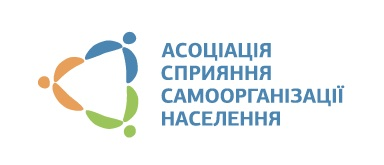 АСОЦІАЦІЯ
СПРИЯННЯ
САМООРГАНІЗАЦІЇ
НАСЕЛЕННЯ